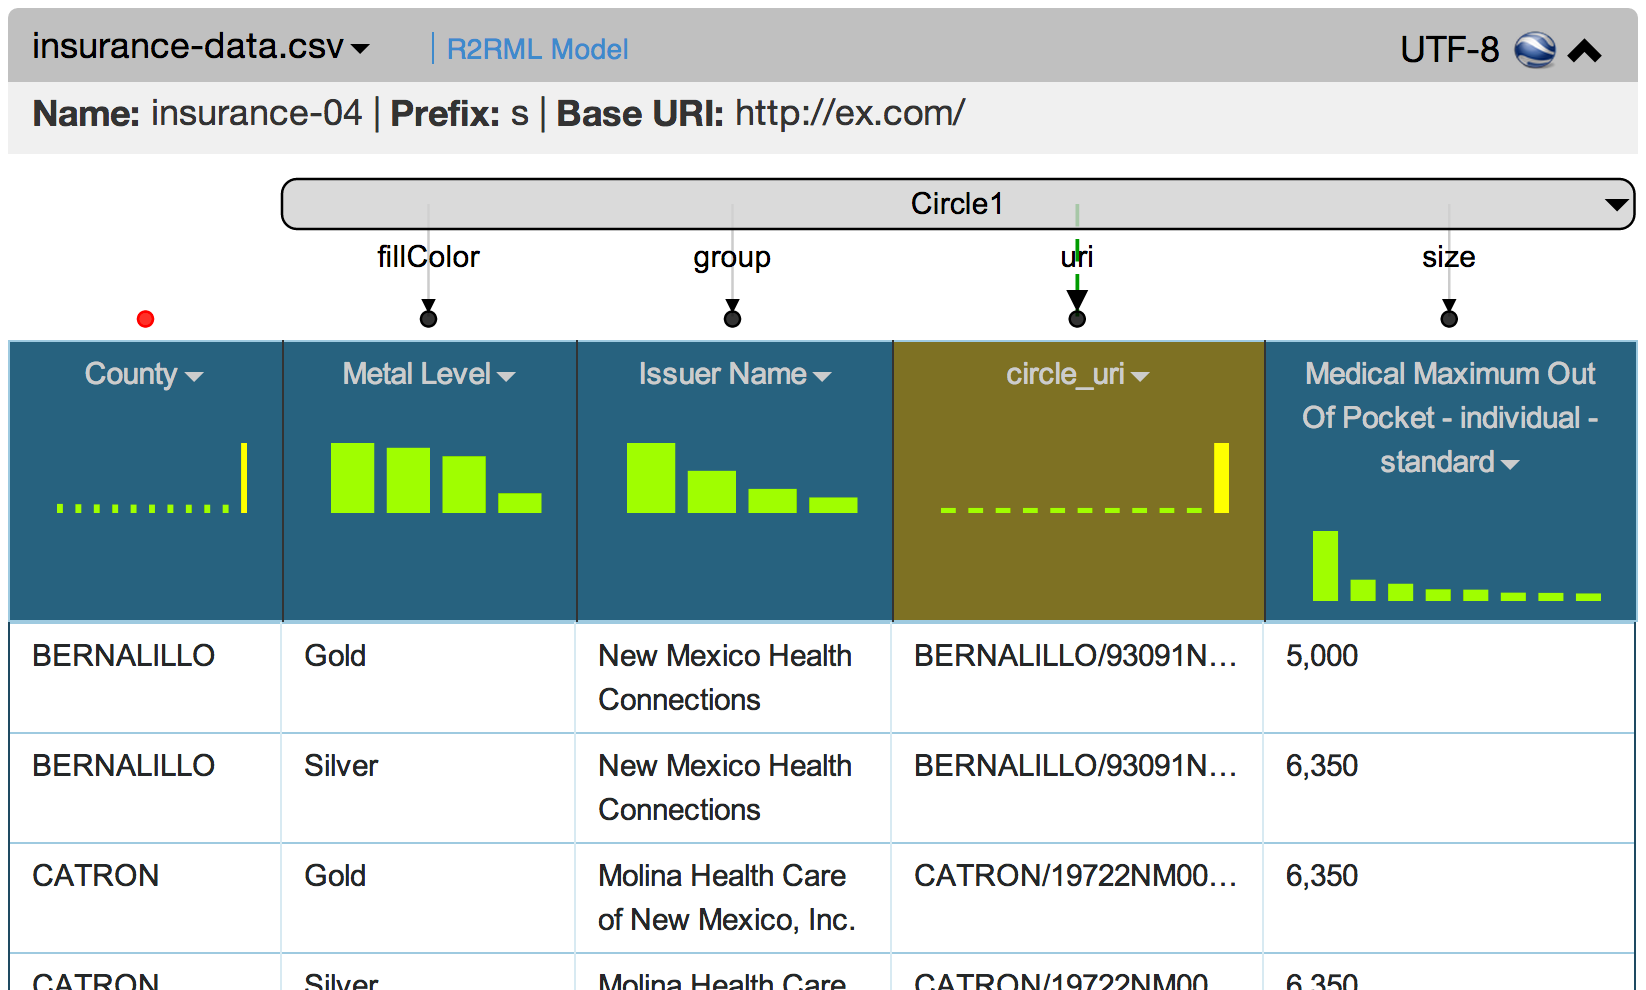 insurance-data.csv R2RML Model UTF-8
Name: insurance-04 | Prefix: s | Base URI: http://ex.com/
Circle1
fillColor group uri size
County Metal Level Issuer Name circle_uri Medical Maximum Out
Of Pocket - individual -
standard
BERNALILLO Gold New Mexico Health BERNALILLO/93091N... 5,000
Connections
BERNALILLO Silver New Mexico Health BERNALILLO/93091N... 6,350
Connections
CATRON Gold Molina Health Care CATRON/19722NM00... 6,350
of New Mexico, Inc.
CATRON Silver Molina Health Care CATRON/19722NM00 6,350